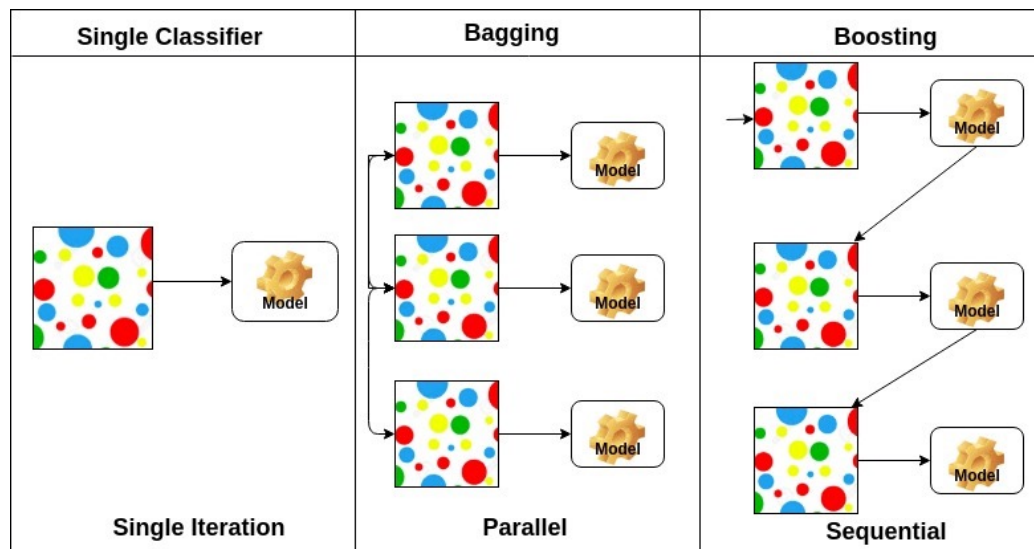 Single Classifier
Bagging
Boosting
Model
Model
Model
Model
Model
Model
Model
Single Iteration
Parallel
Sequential